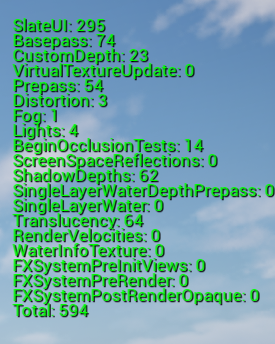 SlateUI: 295
Basepass: 74
CustomDepth: 23
VirtualTextureUpdate: 0
Prepass: 54
Distortion: 3
Fog: 1
Lights: 4
BeginOcclusionTests: 14
ScreenSpaceReflections: 0
ShadowDepths: 62
SingleLayerWaterDepthPrepass: 0
SingleLayerWater: 0
Translucency: 64
RenderVelocities: 0
WaterInfoTexture: 0
FXSystemPreInitViews: 0
FXSystemPreRender: 0
FXSystemPostRenderOpaque: 0
Total: 594